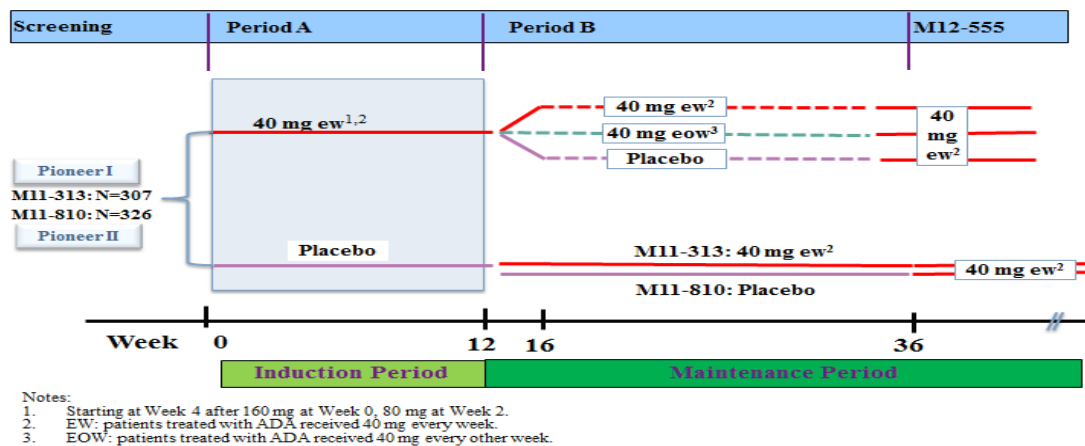 Screening Period A Period B M12-555
40 mg ew²
40 mg ew¹,² 40 mg eow³ 40 mg ew²
Placebo
Pioneer I
M11-313: N=307
M11-810: N=326
Pioneer II
Placebo
M11-313: 40 mg ew²
40 mg ew²
M11-810: Placebo
Week 0 12 16 36
Induction Period Maintenance Period
Notes:
1. Starting at Week 4 after 160 mg at Week 0, 80 mg at Week 2.
2. EW: patients treated with ADA received 40 mg every week.
3. EOW: patients treated with ADA received 40 mg every other week.